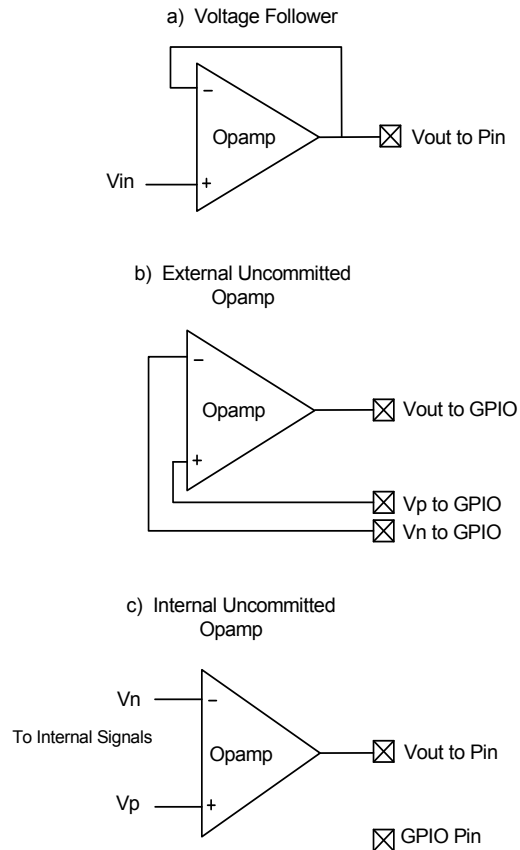 a) Voltage Follower
−
Opamp
Vout to Pin
Vin
+
b) External Uncommitted
Opamp
−
Opamp
Vout to GPIO
+
Vp to GPIO
Vn to GPIO
c) Internal Uncommitted
Opamp
Vn
−
To Internal Signals
Opamp
Vout to Pin
Vp
+
GPIO Pin